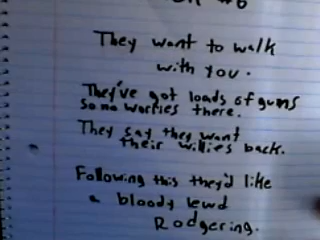 #6
They want to walk
with you.
They've got loads of guns
so no worries there.
They say they want
their willies back.
Following this they'd like
a bloody lewd
Rodgering.